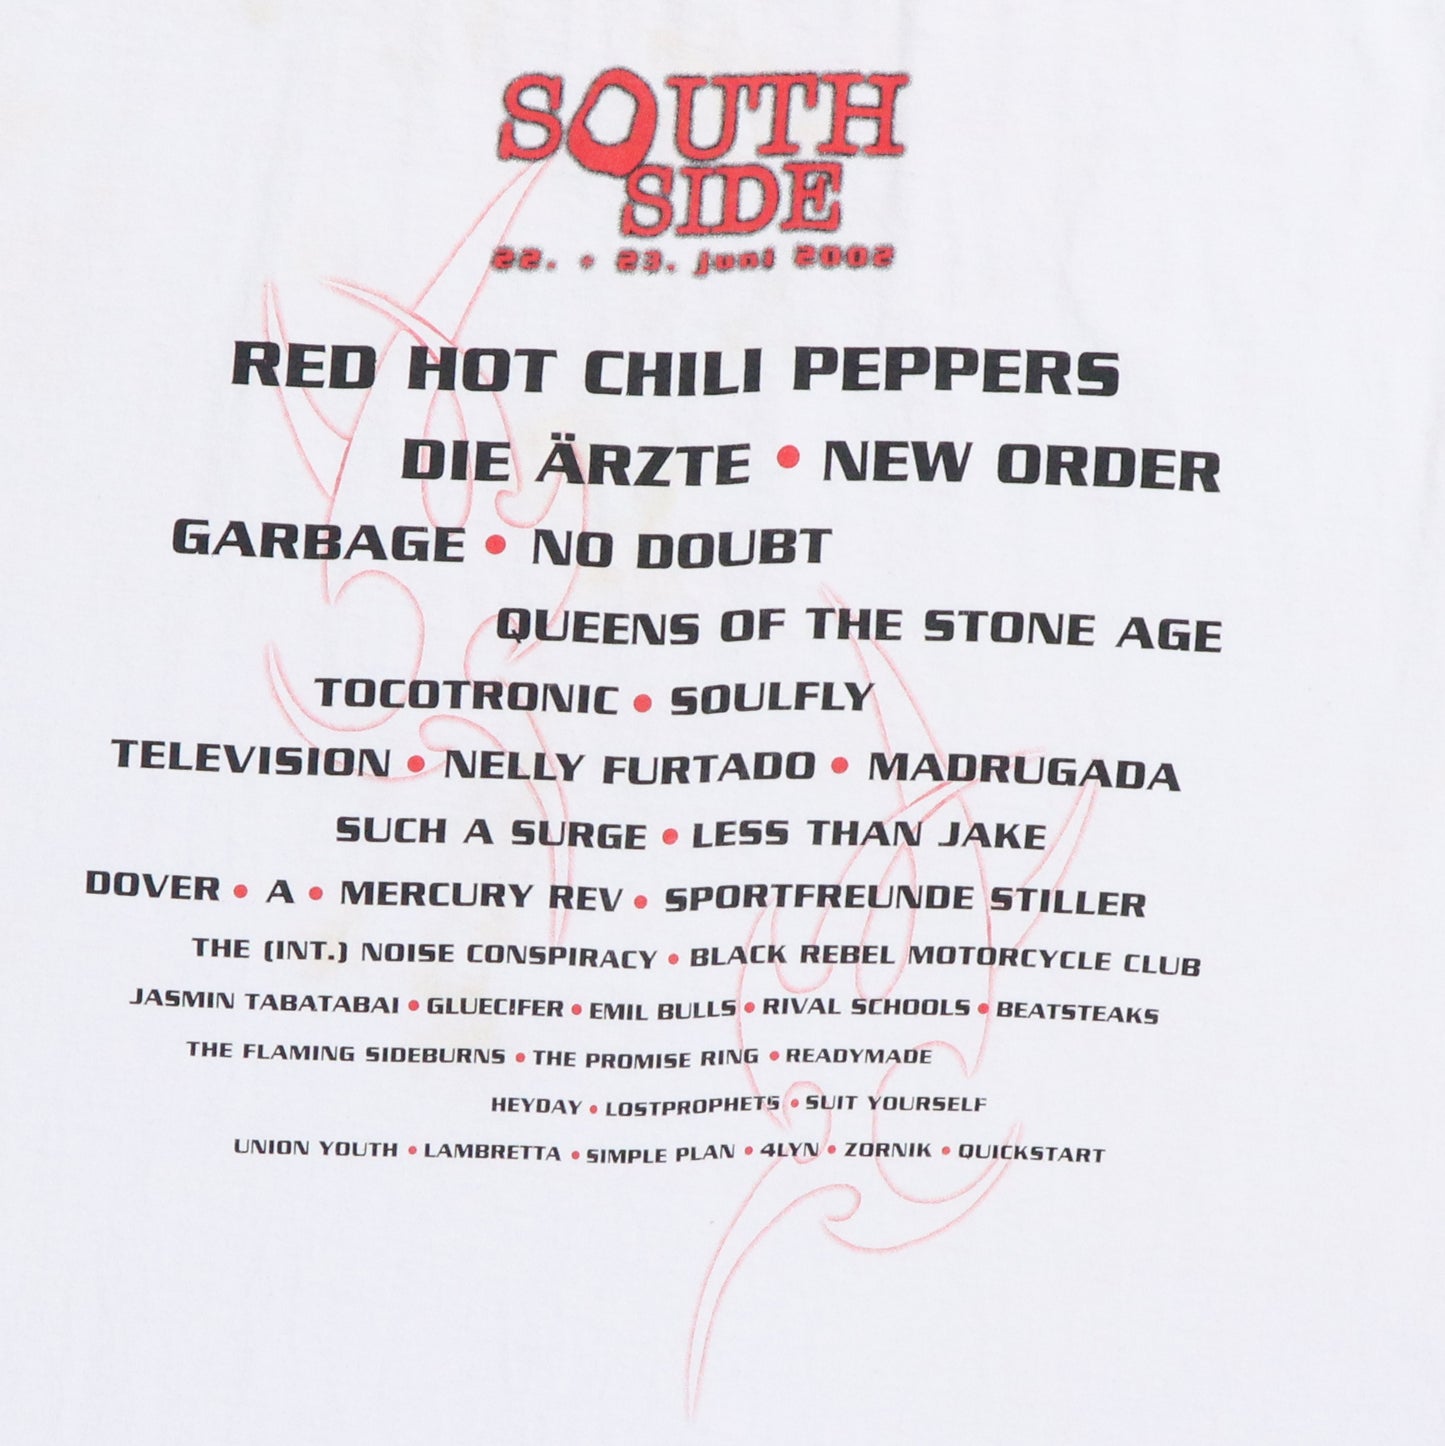 SOUTH
SIDE
22. + 23. juni 2002
RED HOT CHILI PEPPERS
DIE ÄRZTE • NEW ORDER
GARBAGE • NO DOUBT
QUEENS OF THE STONE AGE
TOCOTRONIC • SOULFLY
TELEVISION • NELLY FURTADO • MADRUGADA
SUCH A SURGE • LESS THAN JAKE
DOVER • A • MERCURY REV • SPORTFREUNDE STILLER
THE (INT.) NOISE CONSPIRACY • BLACK REBEL MOTORCYCLE CLUB
JASMIN TABATABAI • GLUECIFER • EMIL BULLS • RIVAL SCHOOLS • BEATSTEAKS
THE FLAMING SIDEBURNS • THE PROMISE RING • READYMADE
HEYDAY • LOSTPROPHETS • SUIT YOURSELF
UNION YOUTH • LAMBRETTA • SIMPLE PLAN • 4LYN • ZORNIK • QUICKSTART